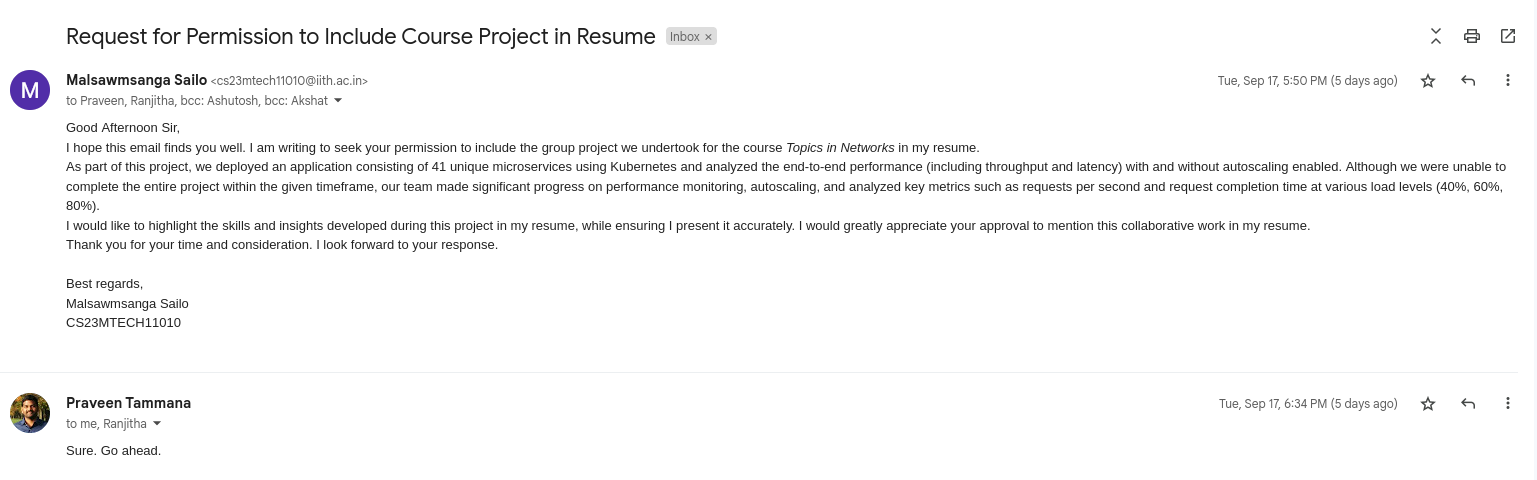 Request for Permission to Include Course Project in Resume Inbox ×
Malsawmsanga Sailo <cs23mtech11010@iith.ac.in> Tue, Sep 17, 5:50 PM (5 days ago)
to Praveen, Ranjitha, bcc: Ashutosh, bcc: Akshat
M
Good Afternoon Sir,
I hope this email finds you well. I am writing to seek your permission to include the group project we undertook for the course Topics in Networks in my resume.
As part of this project, we deployed an application consisting of 41 unique microservices using Kubernetes and analyzed the end-to-end performance (including throughput and latency) with and without autoscaling enabled. Although we were unable to
complete the entire project within the given timeframe, our team made significant progress on performance monitoring, autoscaling, and analyzed key metrics such as requests per second and request completion time at various load levels (40%, 60%,
80%).
I would like to highlight the skills and insights developed during this project in my resume, while ensuring I present it accurately. I would greatly appreciate your approval to mention this collaborative work in my resume.
Thank you for your time and consideration. I look forward to your response.
Best regards,
Malsawmsanga Sailo
CS23MTECH11010
Praveen Tammana Tue, Sep 17, 6:34 PM (5 days ago)
to me, Ranjitha
Sure. Go ahead.